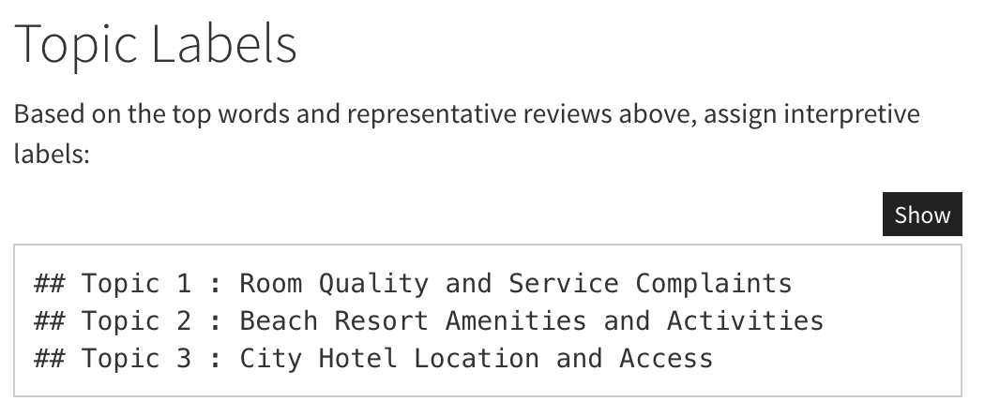 Topic Labels
Based on the top words and representative reviews above, assign interpretive
labels:
Show
## Topic 1 : Room Quality and Service Complaints
## Topic 2 : Beach Resort Amenities and Activities
## Topic 3 : City Hotel Location and Access